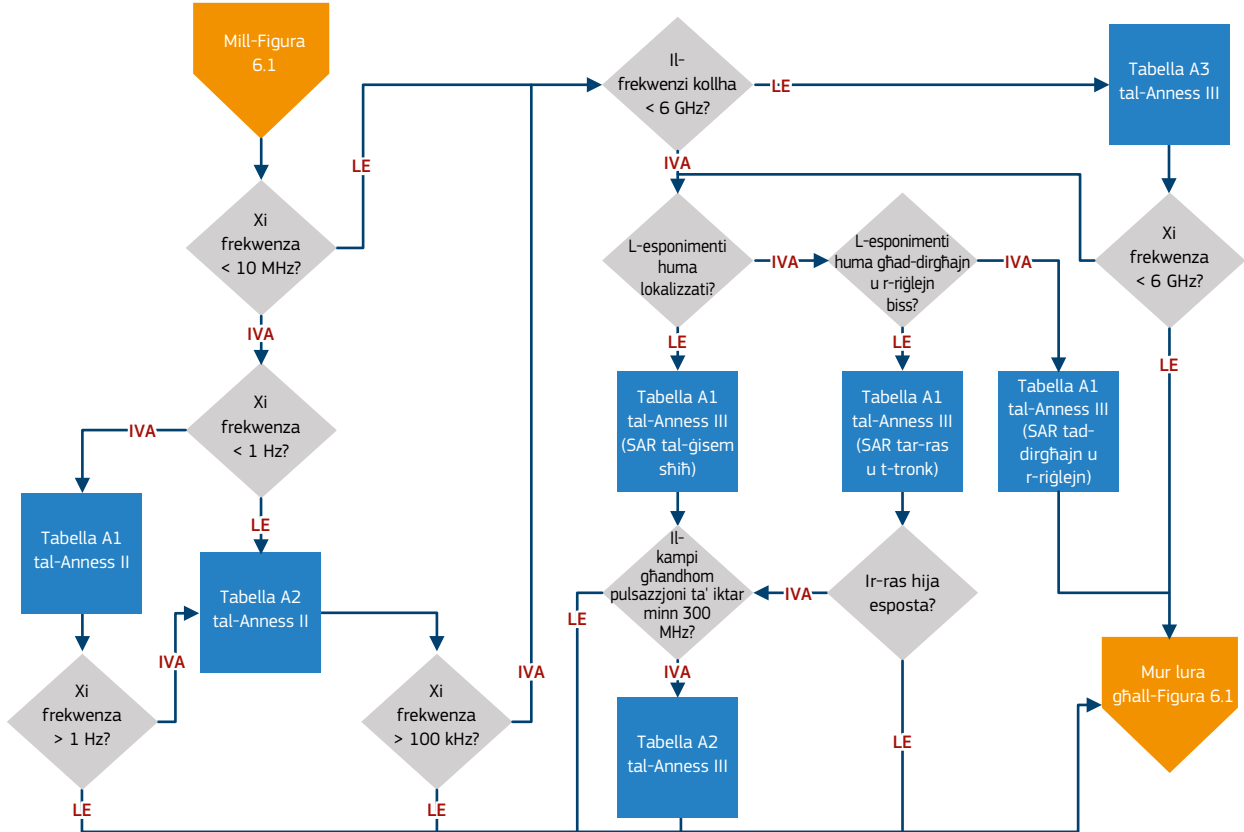 Mill-Figura
6.1
Il-
frekwenzi kollha
< 6 GHz?
LE
Tabella A3
tal-Anness III
LE
IVA
Xi
frekwenza
< 10 MHz?
L-esponimenti
huma
lokalizzati?
IVA
L-esponimenti
huma għad-dirgħajn
u r-riġlejn
biss?
IVA
Xi
frekwenza
< 6 GHz?
IVA
LE
LE
LE
Xi
frekwenza
< 1 Hz?
IVA
Tabella A1
tal-Anness III
(SAR tal-ġisem
sħiħ)
Tabella A1
tal-Anness III
(SAR tar-ras
u t-tronk)
Tabella A1
tal-Anness III
(SAR tad-
dirgħajn u
r-riġlejn)
LE
Tabella A1
tal-Anness II
Tabella A2
tal-Anness II
Il-
kampi
għandhom
pulsazzjoni ta' iktar
minn 300
MHz?
IVA
Ir-ras hija
esposta?
LE
IVA
IVA
IVA
Xi
frekwenza
> 1 Hz?
Xi
frekwenza
> 100 kHz?
Mur lura
għall-Figura 6.1
Tabella A2
tal-Anness III
LE
LE
LE